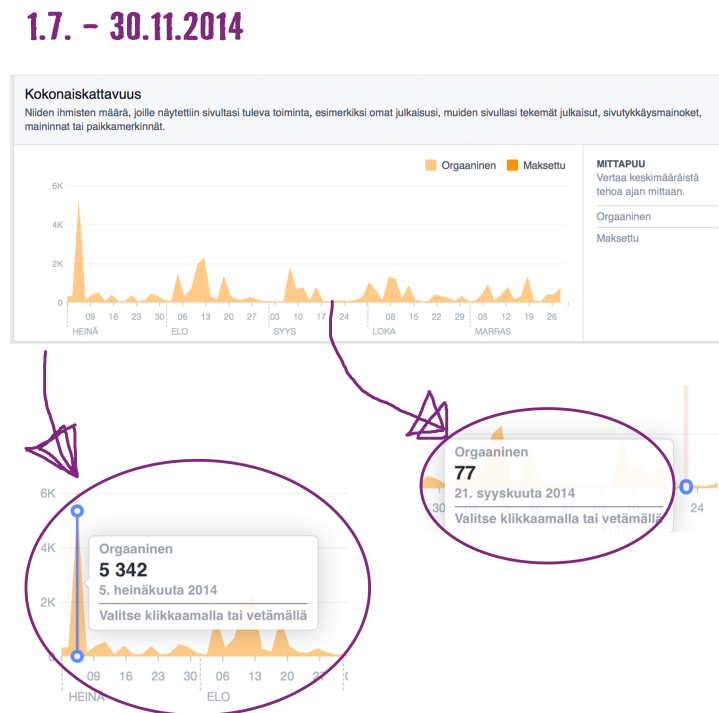 1.7. - 30.11.2014
Kokonaiskattavuus
Niiden ihmisten määrä, joille näytettiin sivultasi tuleva toiminta, esimerkiksi omat julkaisusi, muiden sivullasi tekemät julkaisut, sivutykkäysmainoket,
maininnat tai paikkamerkinnät.
Orgaaninen Maksettu
MITTAPUU
Vertaa keskimääräistä
tehoa ajan mittaan.
Orgaaninen
Maksettu
6K
4K
2K
0
09 16 23 30 06 13 20 27 03 10 17 24 08 15 22 29 05 12 19 26
HEINÄ ELO SYYS LOKA MARRAS
Orgaaninen
77
21. syyskuuta 2014
Valitse klikkaamalla tai vetämällä
30 24
6K
4K
2K
0
Orgaaninen
5 342
5. heinäkuuta 2014
Valitse klikkaamalla tai vetämällä
09 16 23 30 06 13 20 27
HEINÄ ELO